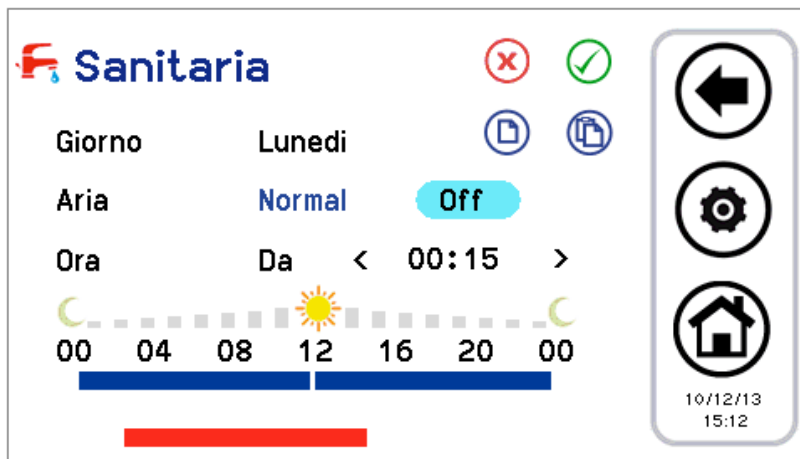 Sanitaria
Giorno Lunedi
Aria Normal Off
Ora Da < 00:15 >
00 04 08 12 16 20 00
10/12/13
15:12